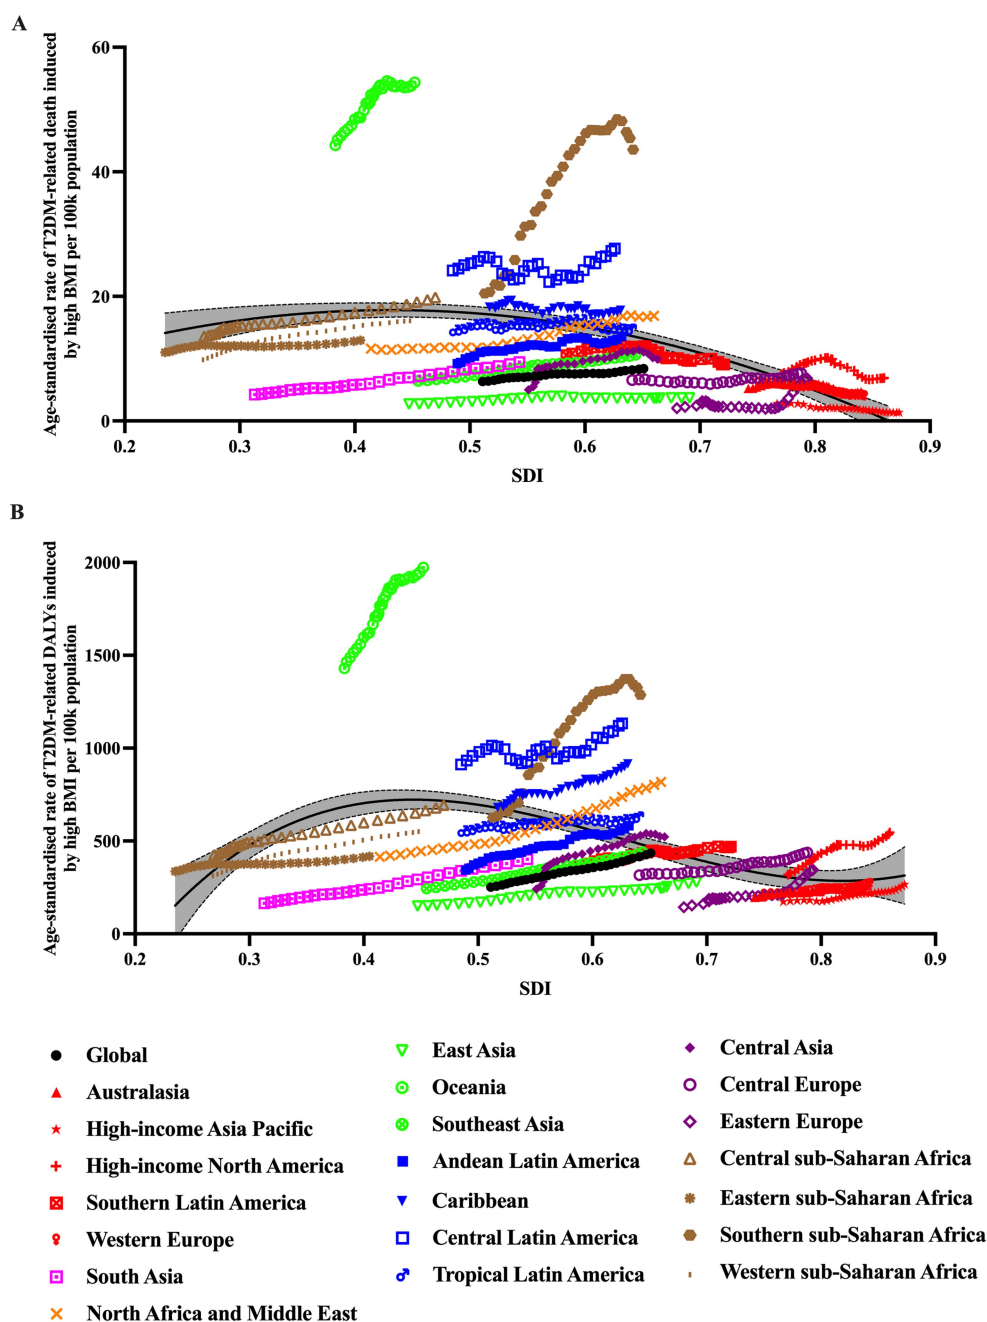 A
Age-standardised rate of T2DM-related death induced
by high BMI per 100k population
60
40
20
0
0.2 0.3 0.4 0.5 0.6 0.7 0.8 0.9
SDI
B
Age-standardised rate of T2DM-related DALYs induced
by high BMI per 100k population
2000
1500
1000
500
0
0.2 0.3 0.4 0.5 0.6 0.7 0.8 0.9
SDI
Global
Australasia
High-income Asia Pacific
High-income North America
Southern Latin America
Western Europe
South Asia
North Africa and Middle East
East Asia
Oceania
Southeast Asia
Andean Latin America
Caribbean
Central Latin America
Tropical Latin America
Central Asia
Central Europe
Eastern Europe
Central sub-Saharan Africa
Eastern sub-Saharan Africa
Southern sub-Saharan Africa
Western sub-Saharan Africa